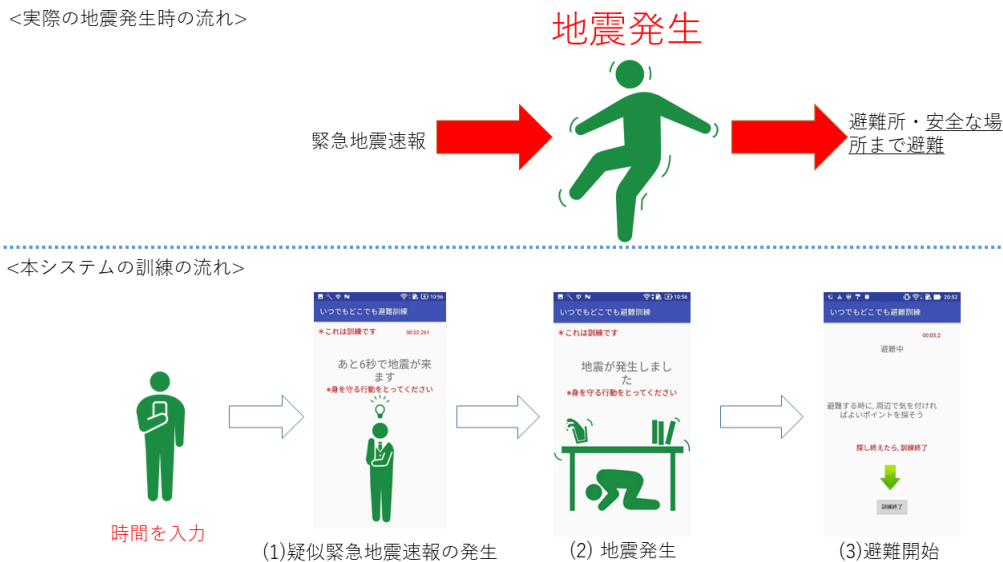 <実際の地震発生時の流れ>
地震発生
緊急地震速報
避難所・安全な場
所まで避難
<本システムの訓練の流れ>
時間を入力
10:56
いつでもどこでも避難訓練
＊これは訓練です
00:02.261
あと6秒で地震が来
ます
※身を守る行動をとってください
(1)疑似緊急地震速報の発生
10:56
いつでもどこでも避難訓練
＊これは訓練です
地震が発生しまし
た
※身を守る行動をとってください
(2) 地震発生
20:52
いつでもどこでも避難訓練
00:05.2
避難中
避難する時に, 周辺で気を付けれ
ばよいポイントを探そう
探し終えたら, 訓練終了
訓練終了
(3)避難開始